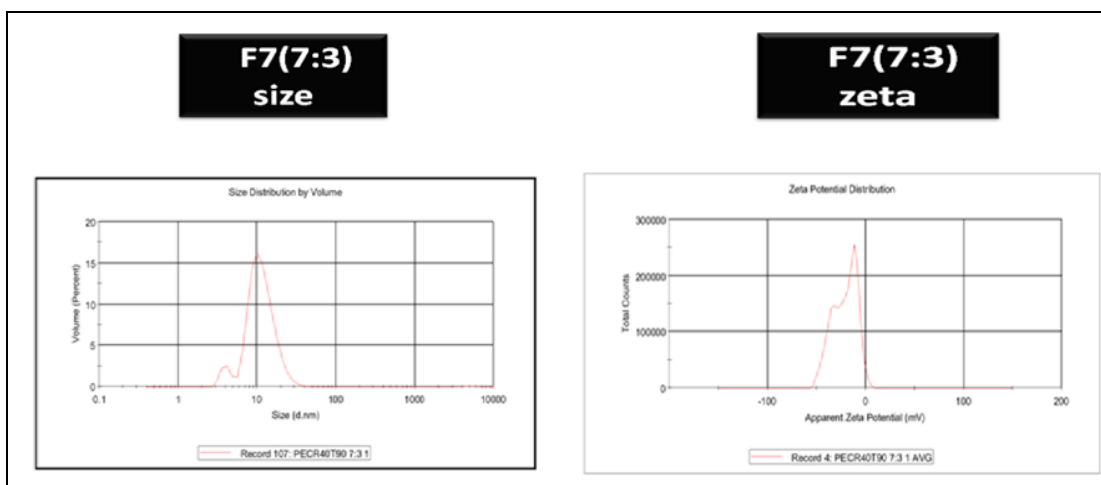 F7(7:3)
size
F7(7:3)
zeta
Size Distribution by Volume
20
15
10
5
0
Volume (Percent)
0.1 1 10 100 1000 10000
Size (d.nm)
Record 107: PECR40T90 7:3 1
Zeta Potential Distribution
300000
200000
100000
0
Total Counts
-100 0 100 200
Apparent Zeta Potential (mV)
Record 4: PECR40T90 7:3 1 AVG